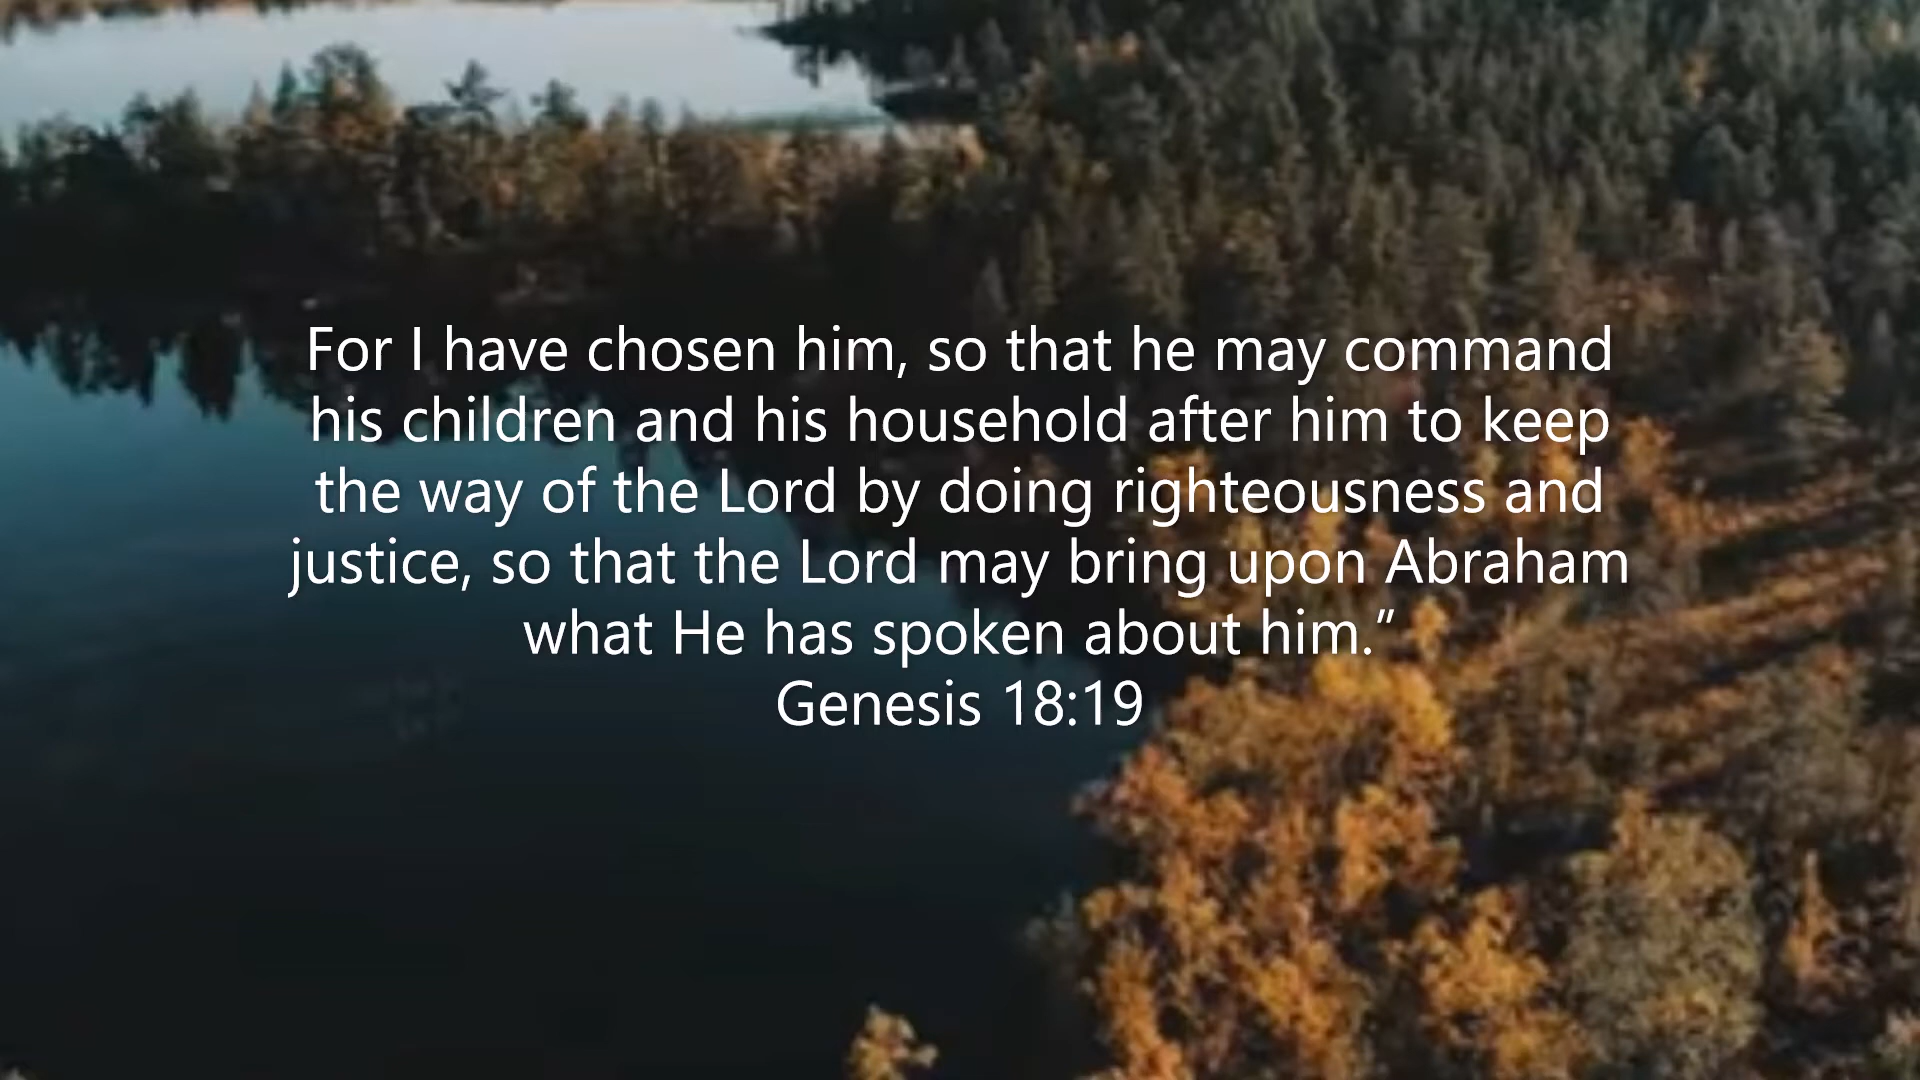 For I have chosen him, so that he may command
his children and his household after him to keep
the way of the Lord by doing righteousness and
justice, so that the Lord may bring upon Abraham
what He has spoken about him.”
Genesis 18:19